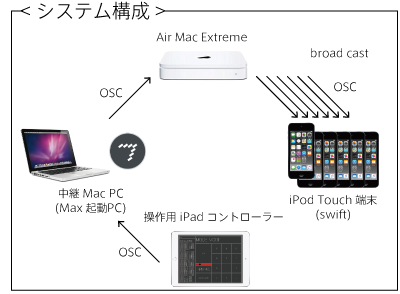 < システム構成 >
Air Mac Extreme
broad cast
OSC
OSC
中継 Mac PC
(Max 起動PC)
iPod Touch 端末
(swift)
操作用 iPad コントローラー
OSC